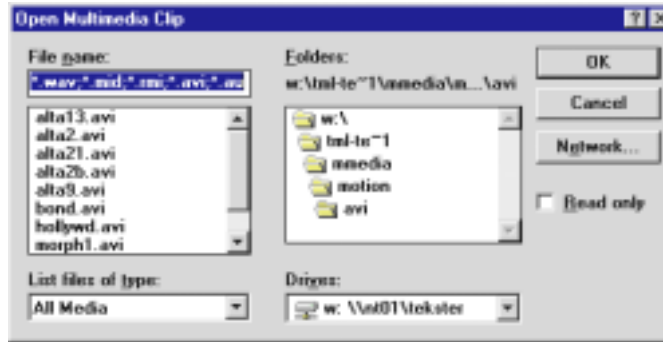 Open Multimedia Clip
File name:
*.wav;*.mid;*.rmi;*.avi;*.au
alta13.avi
alta2.avi
alta21.avi
alta2b.avi
alta9.avi
bond.avi
hollywd.avi
morph1.avi
List files of type:
All Media
Folders:
w:\tml-te~1\mmedia\m...\avi
w:\
tml-te~1
mmedia
motion
avi
Drives:
w: \\nt01\tekster
OK
Cancel
Network...
Read only